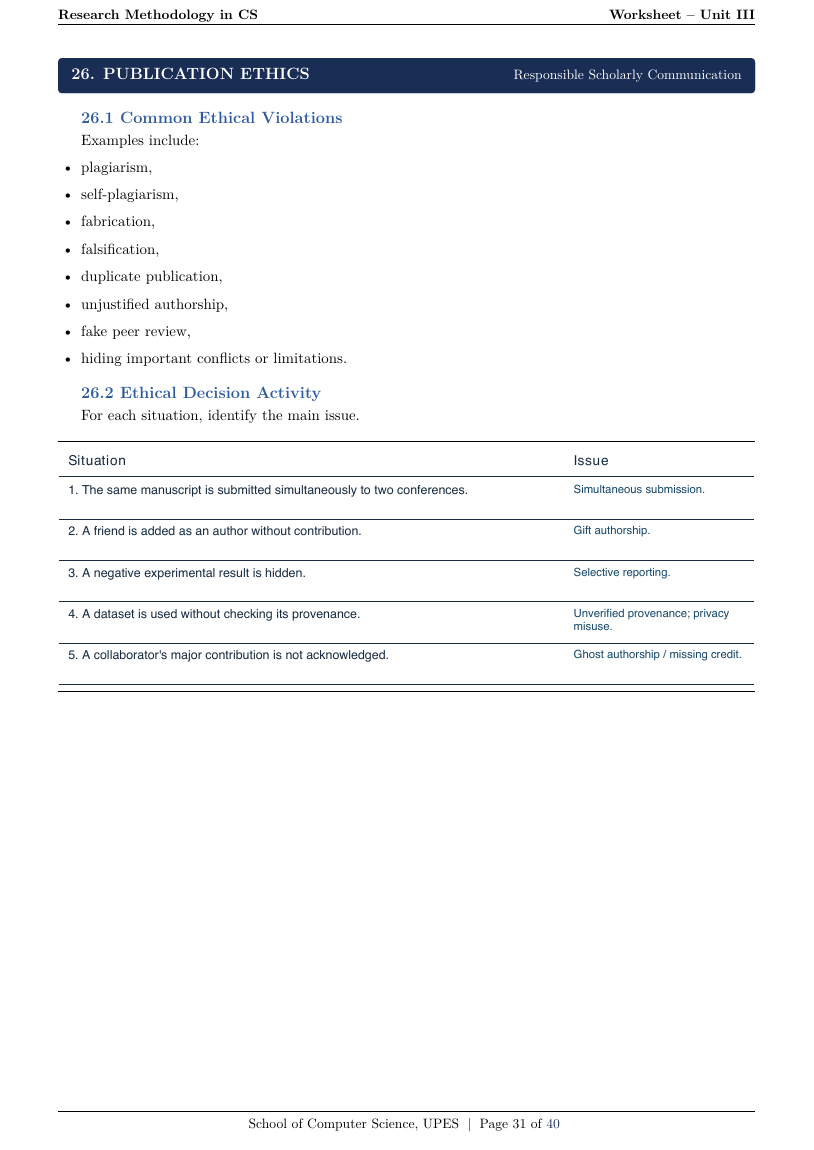 Research Methodology in CS Worksheet – Unit III
26. PUBLICATION ETHICS Responsible Scholarly Communication
26.1 Common Ethical Violations
Examples include:
• plagiarism,
• self-plagiarism,
• fabrication,
• falsification,
• duplicate publication,
• unjustified authorship,
• fake peer review,
• hiding important conflicts or limitations.
26.2 Ethical Decision Activity
For each situation, identify the main issue.
Situation Issue
1. The same manuscript is submitted simultaneously to two conferences. Simultaneous submission.
2. A friend is added as an author without contribution. Gift authorship.
3. A negative experimental result is hidden. Selective reporting.
4. A dataset is used without checking its provenance. Unverified provenance; privacy
misuse.
5. A collaborator's major contribution is not acknowledged. Ghost authorship / missing credit.
School of Computer Science, UPES | Page 31 of 40